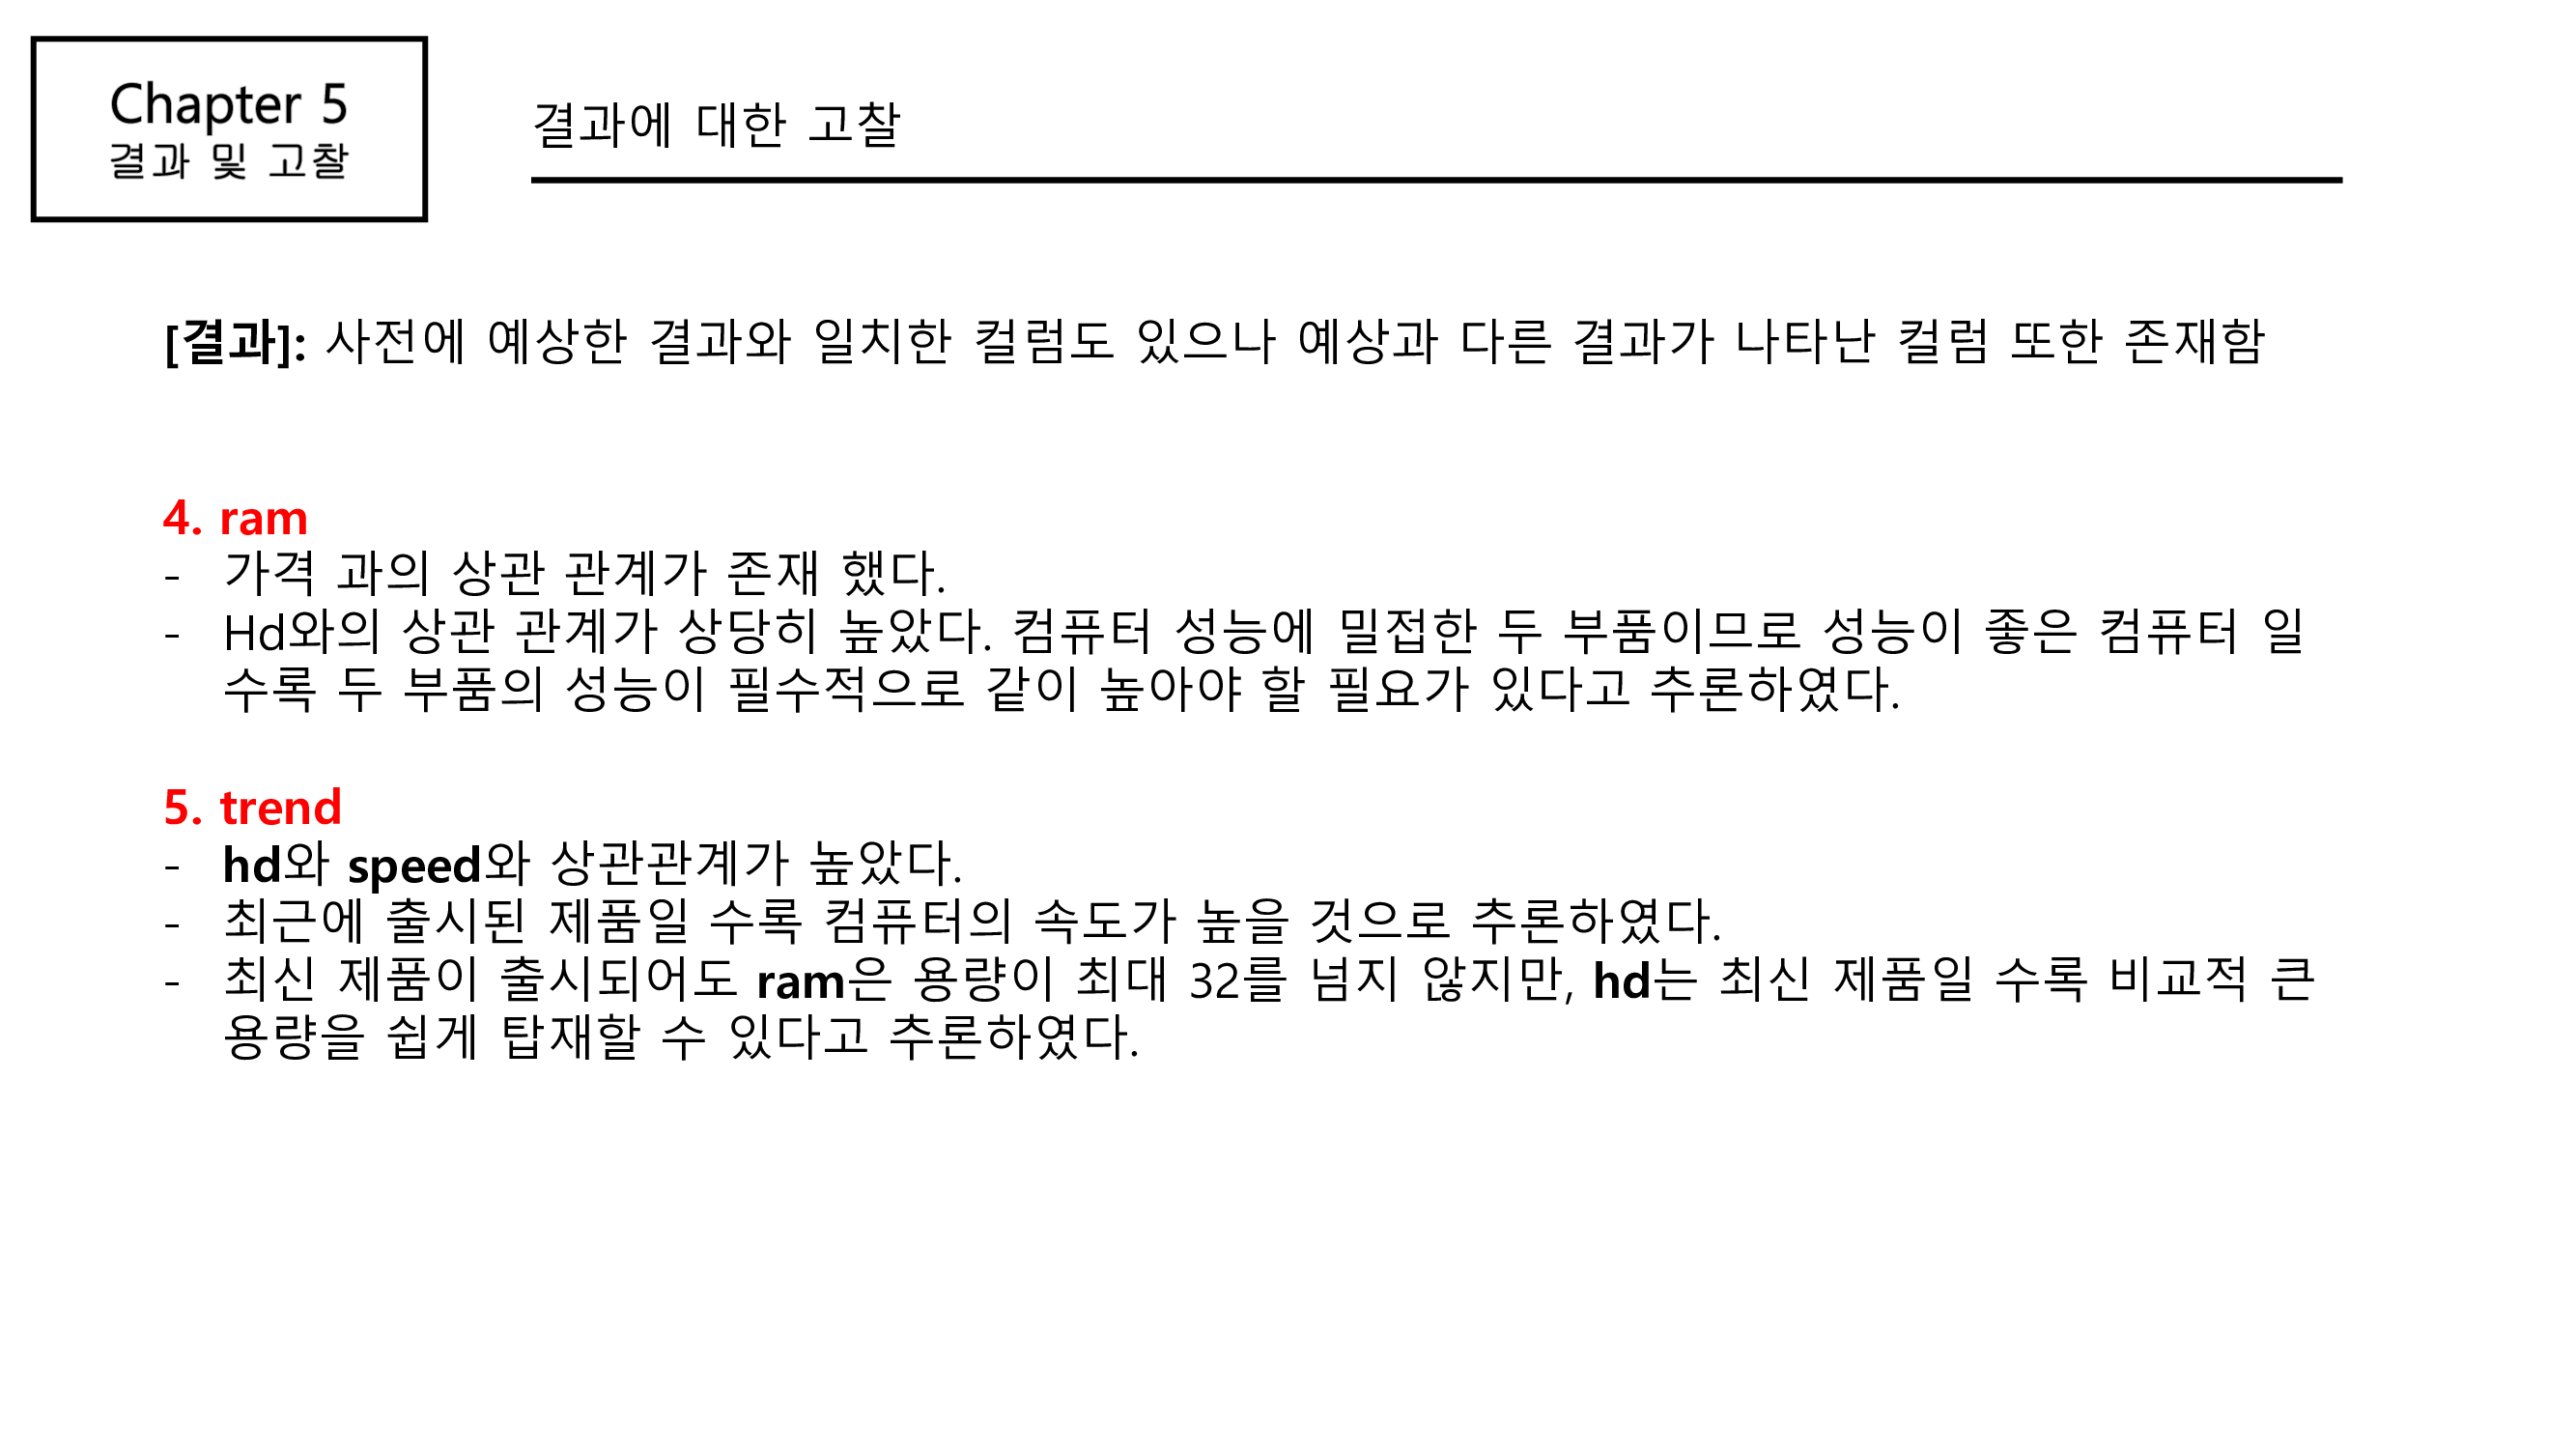 Chapter 5
결과 및 고찰
결과에 대한 고찰
[결과]: 사전에 예상한 결과와 일치한 컬럼도 있으나 예상과 다른 결과가 나타난 컬럼 또한 존재함
4. ram
- 가격 과의 상관 관계가 존재 했다.
- Hd와의 상관 관계가 상당히 높았다. 컴퓨터 성능에 밀접한 두 부품이므로 성능이 좋은 컴퓨터 일
수록 두 부품의 성능이 필수적으로 같이 높아야 할 필요가 있다고 추론하였다.
5. trend
- hd와 speed와 상관관계가 높았다.
- 최근에 출시된 제품일 수록 컴퓨터의 속도가 높을 것으로 추론하였다.
- 최신 제품이 출시되어도 ram은 용량이 최대 32를 넘지 않지만, hd는 최신 제품일 수록 비교적 큰
용량을 쉽게 탑재할 수 있다고 추론하였다.